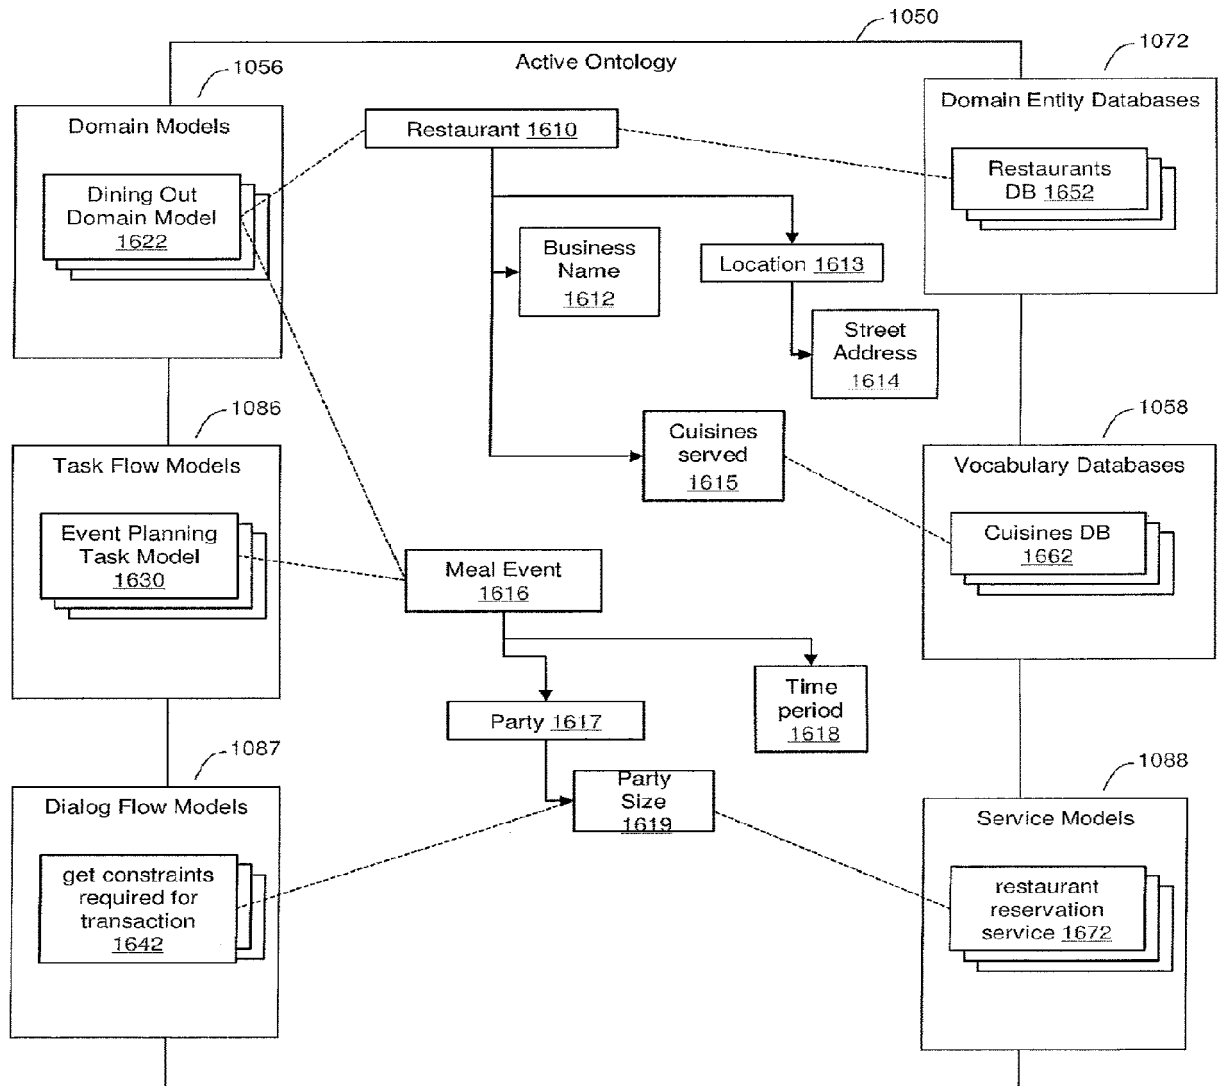 1050
Active Ontology
1056
Domain Models
Dining Out
Domain Model
1622
Restaurant 1610
Business
Name
1612
Location 1613
Street
Address
1614
Cuisines
served
1615
1072
Domain Entity Databases
Restaurants
DB 1652
1086
Task Flow Models
Event Planning
Task Model
1630
Meal Event
1616
Party 1617
Time
period
1618
Party
Size
1619
1058
Vocabulary Databases
Cuisines DB
1662
1087
Dialog Flow Models
get constraints
required for
transaction
1642
1088
Service Models
restaurant
reservation
service 1672